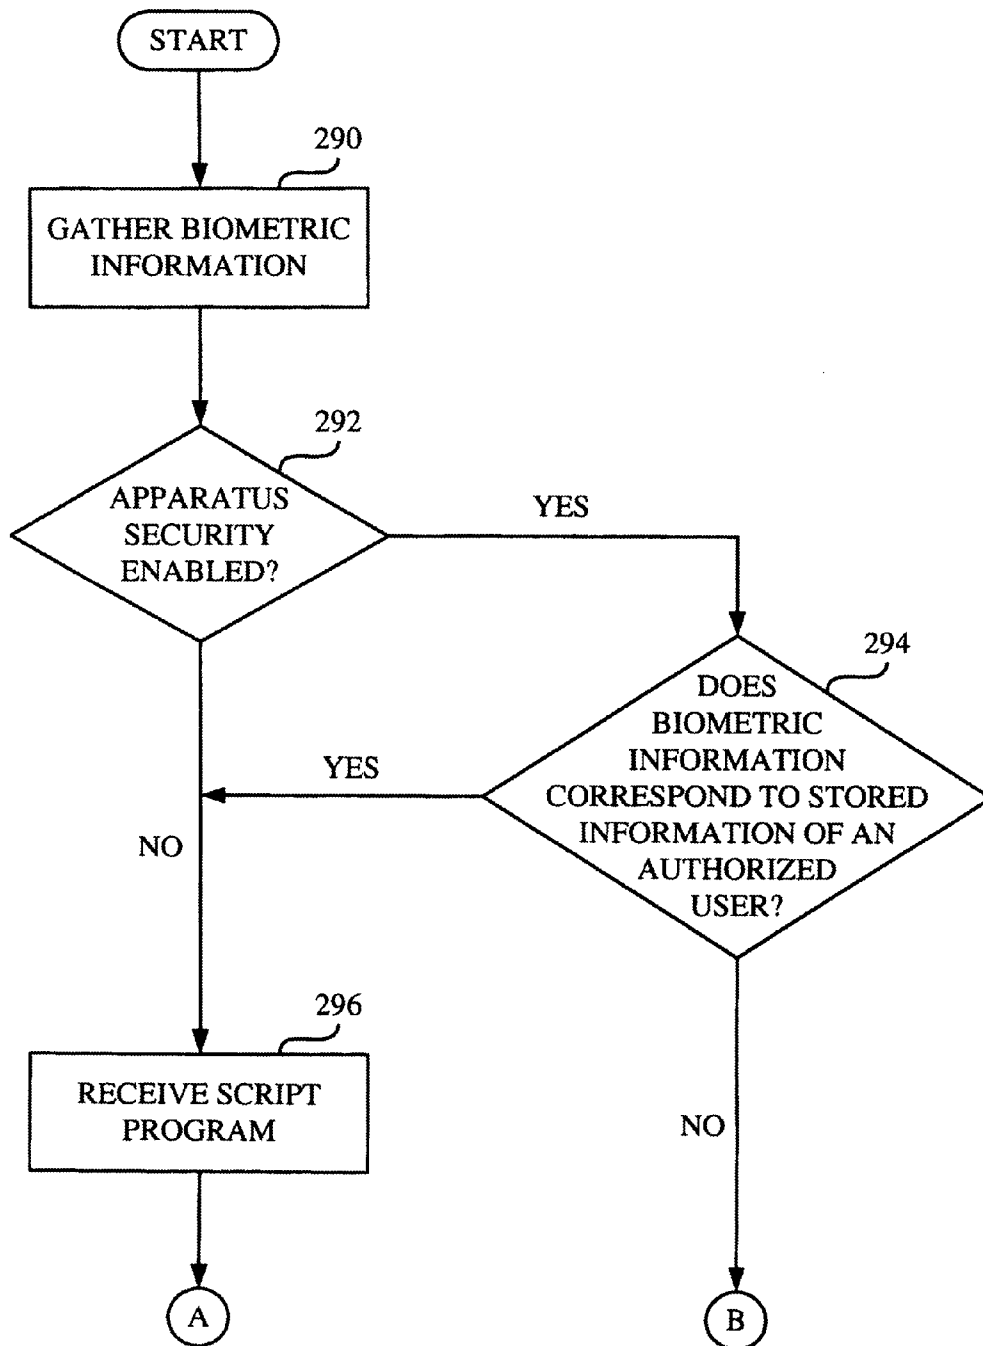 START
290
GATHER BIOMETRIC
INFORMATION
292
APPARATUS
SECURITY
ENABLED?
YES
294
DOES
BIOMETRIC
INFORMATION
CORRESPOND TO STORED
INFORMATION OF AN
AUTHORIZED
USER?
YES
NO
296
RECEIVE SCRIPT
PROGRAM
NO
A
B